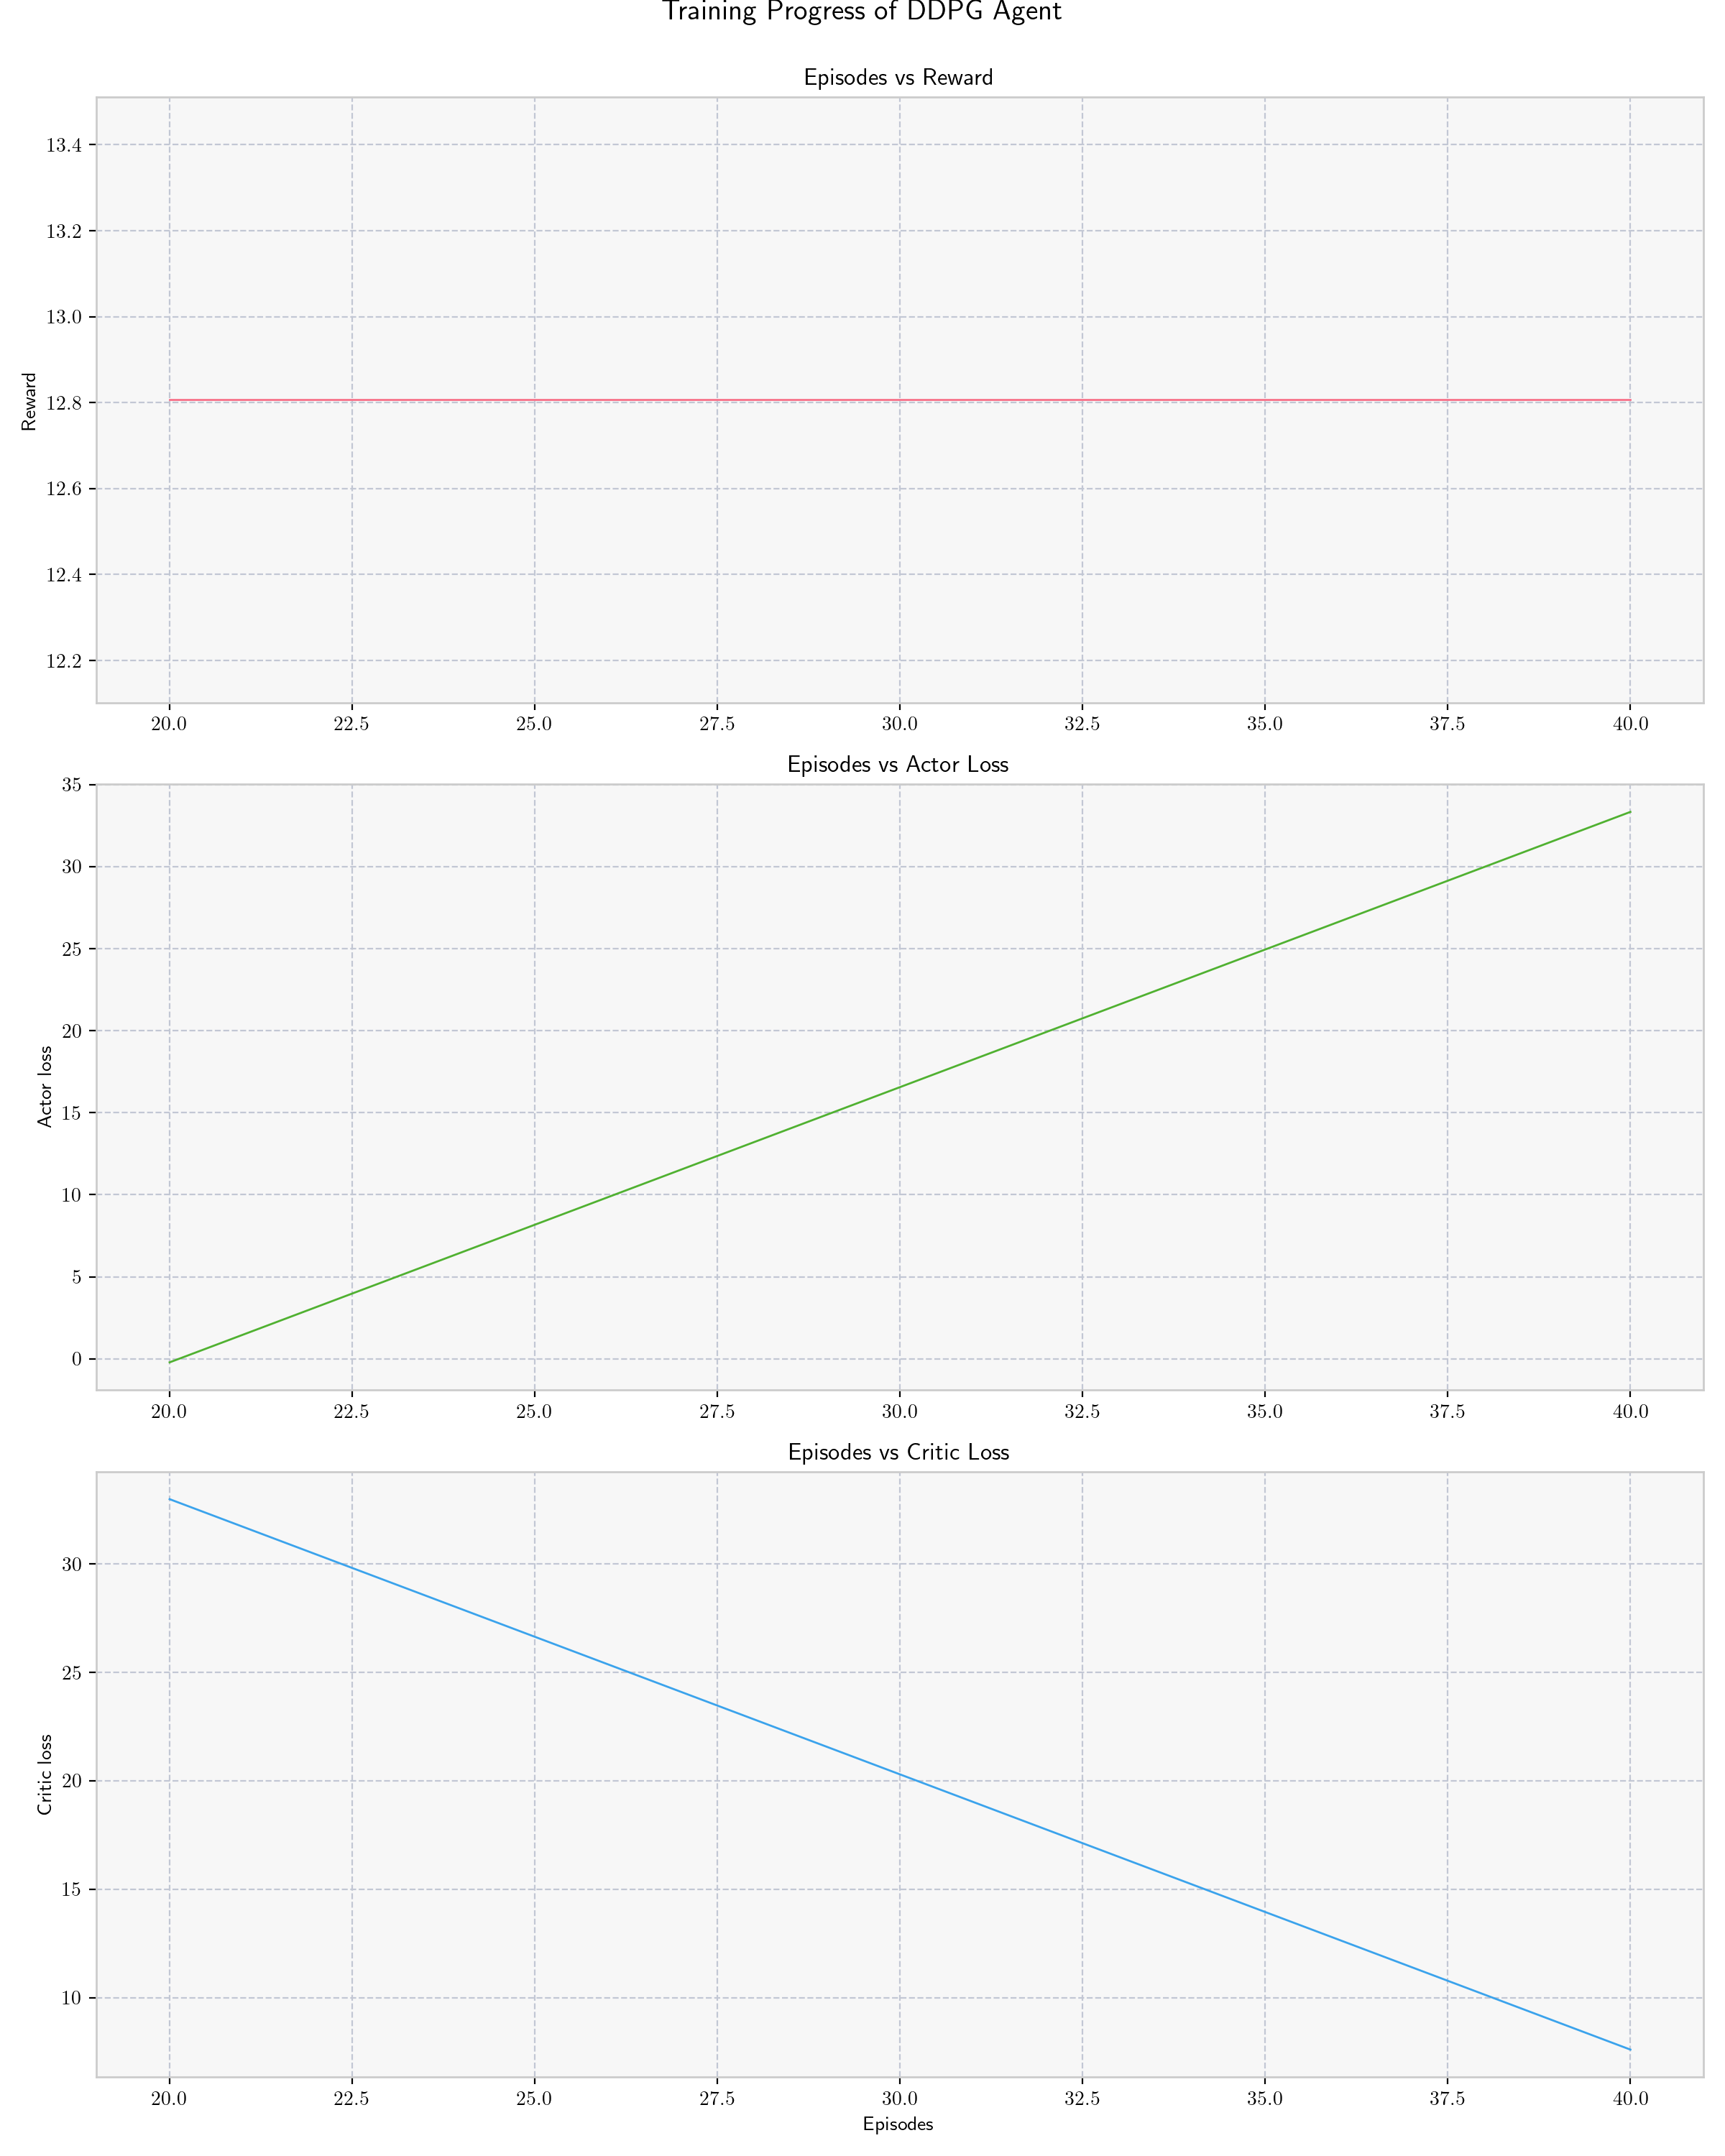 Training Progress of DDPG Agent
Episodes vs Reward
13.4
13.2
13.0
12.8
12.6
12.4
12.2
Reward
20.0 22.5 25.0 27.5 30.0 32.5 35.0 37.5 40.0
Episodes vs Actor Loss
35
30
25
20
15
10
5
0
Actor loss
20.0 22.5 25.0 27.5 30.0 32.5 35.0 37.5 40.0
Episodes vs Critic Loss
30
25
20
15
10
Critic loss
20.0 22.5 25.0 27.5 30.0 32.5 35.0 37.5 40.0
Episodes